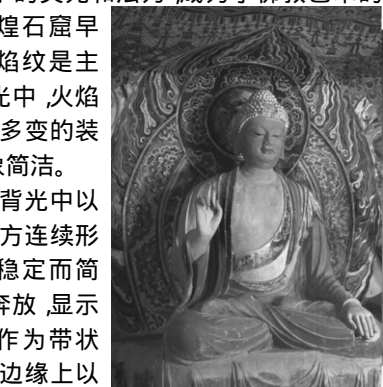 煌石窟早
焰纹是主
光中,火焰
多变的装
简洁。
背光中以
方连续形
稳定而简
奔放,显示
作为带状
边缘上以